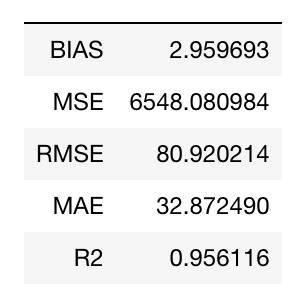 BIAS 2.959693
MSE 6548.080984
RMSE 80.920214
MAE 32.872490
R2 0.956116